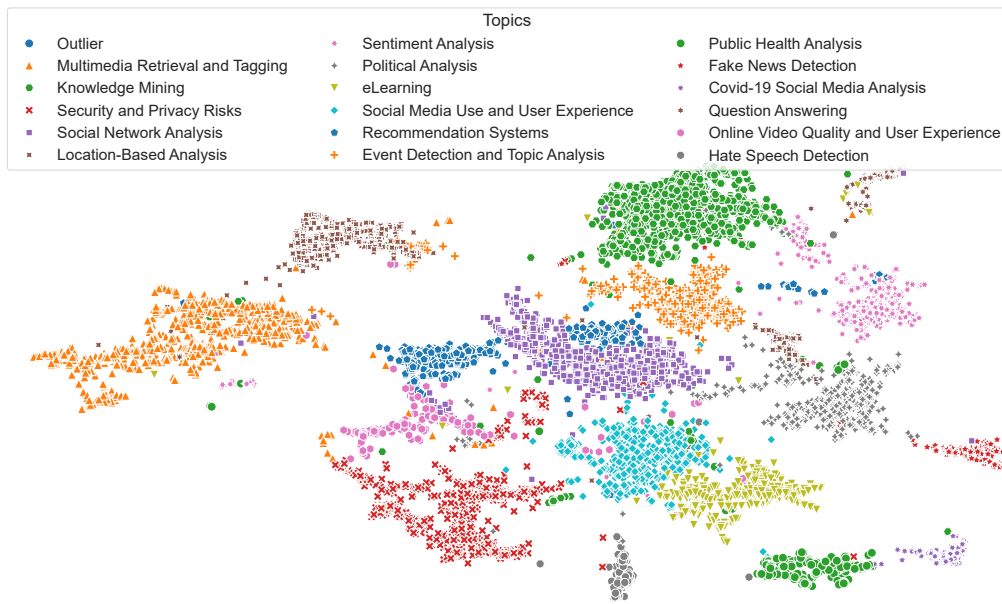 Topics
Outlier
Multimedia Retrieval and Tagging
Knowledge Mining
Security and Privacy Risks
Social Network Analysis
Location-Based Analysis
Sentiment Analysis
Political Analysis
eLearning
Social Media Use and User Experience
Recommendation Systems
Event Detection and Topic Analysis
Public Health Analysis
Fake News Detection
Covid-19 Social Media Analysis
Question Answering
Online Video Quality and User Experience
Hate Speech Detection